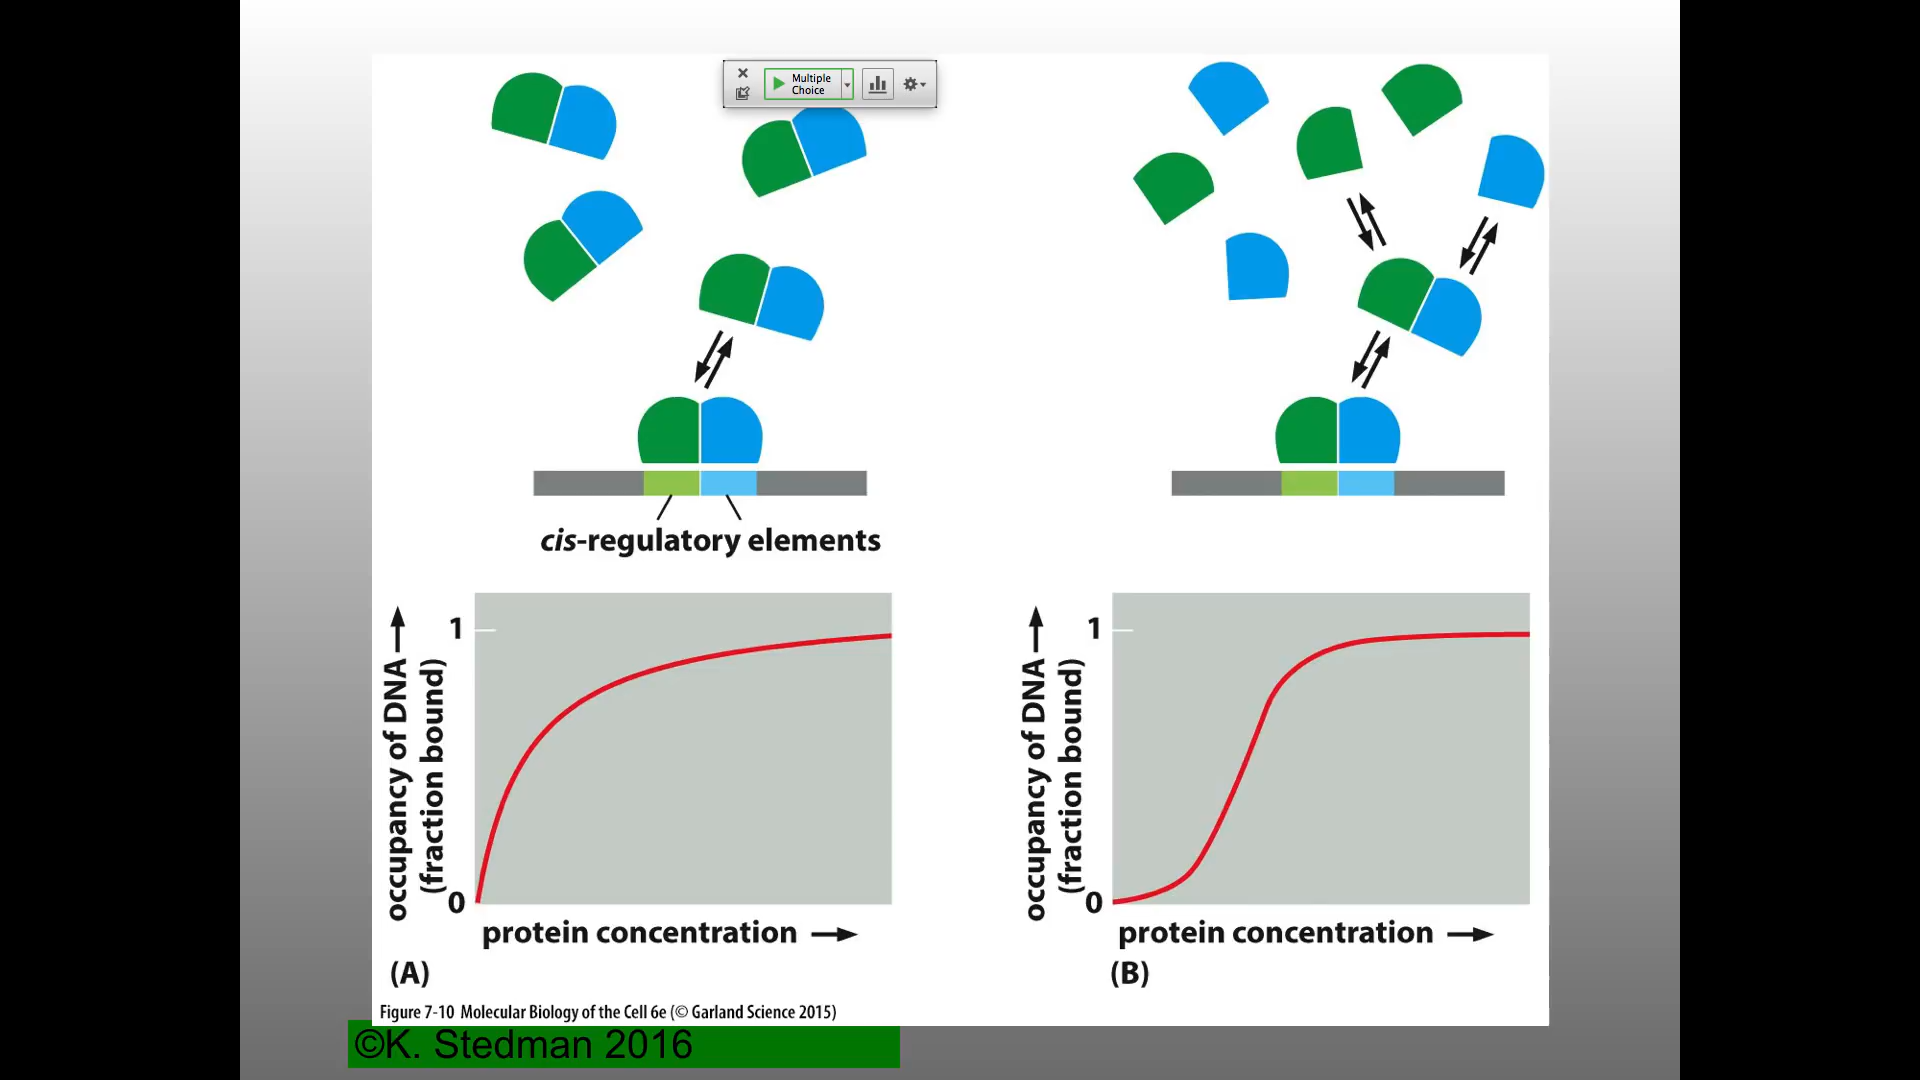 Multiple
Choice
cis-regulatory elements
occupancy of DNA
(fraction bound)
1
0
protein concentration
(A)
occupancy of DNA
(fraction bound)
1
0
protein concentration
(B)
Figure 7-10 Molecular Biology of the Cell 6e (© Garland Science 2015)
©K. Stedman 2016